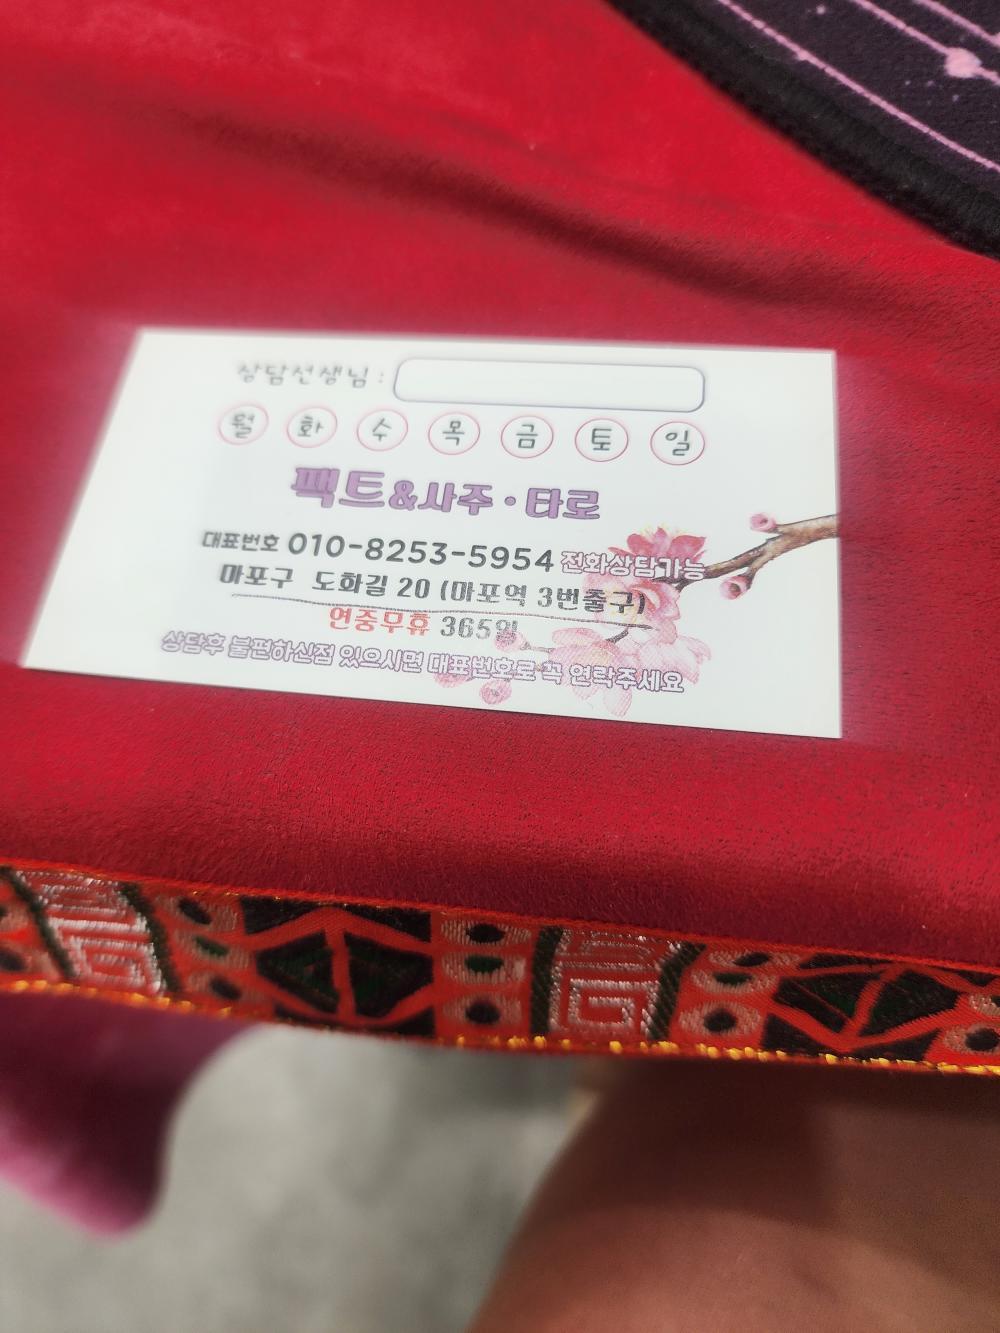 상담선생님 :
월 화 수 목 금 토 일
팩트&사주·타로
대표번호 010-8253-5954 전화상담가능
마포구 도화길 20 (마포역 3번출구)
연중무휴 365일
상담후 불편하신점 있으시면 대표번호로 꼭 연락주세요